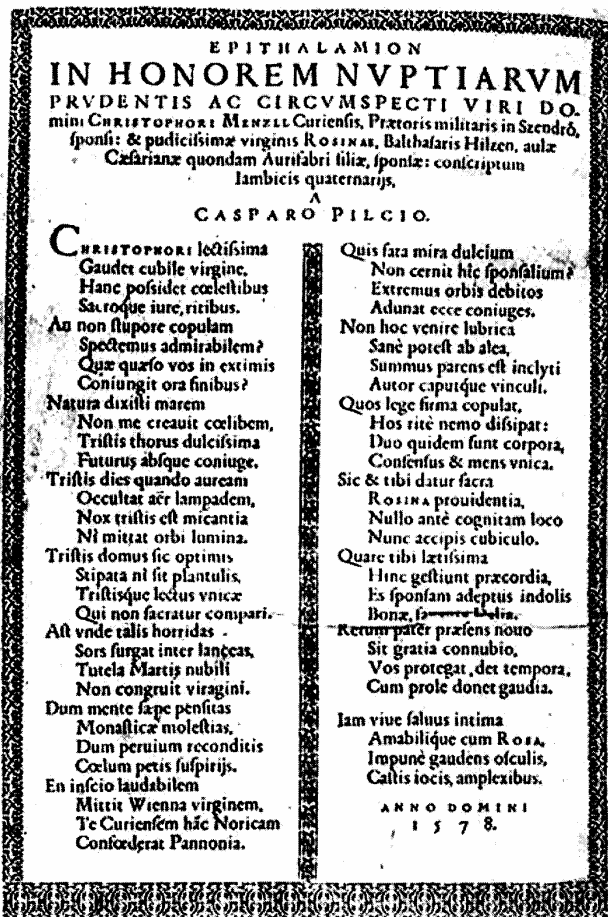 EPITHALAMION
IN HONOREM NVPTIARVM
PRVDENTIS AC CIRCVMSPECTI VIRI DO-
mini CHRISTOPHORI MENZLL Curiensis, Prætoris militaris in Szendrô,
sponsi: & pudicissimæ virginis ROSINAE, Balthasaris Hilzen, aulæ
Cæsarianæ quondam Aurifabri filiæ, sponsæ: conscriptum
Iambicis quaternarijs,
A
CASPARO PILCIO.
CHRISTOPHORI lectissima
Gaudet cubile virgine,
Hanc possidet cœlestibus
Sacroque iure, ritibus.
An non stupore copulam
Spectemus admirabilem?
Quæ quæso vos in extimis
Coniungit ora finibus?
Natura dixisti marem
Non me creauit cœlibem,
Tristis thorus dulcissima
Futurus absque coniuge.
Tristis dies quando auream
Occultat aër lampadem,
Nox tristis est micantia
Nî mittat orbi lumina.
Tristis domus sic optimis
Stipata nî sit plantulis,
Tristisque lectus vnicæ
Qui non sacratur compari.
Ast vnde talis horridas
Sors surgat inter lanceas,
Tutela Martis nubili
Non congruit viragini.
Dum mente sæpe pensitas
Monasticæ molestias,
Dum peruium reconditis
Cœlum petis suspirijs.
En inscio laudabilem
Mittit Wienna virginem,
Te Curiensem hâc Noricam
Confœderat Pannonia.
Quis fata mira dulcium
Non cernit hîc sponsalium?
Extremus orbis debitos
Adunat ecce coniuges.
Non hoc venire lubrica
Sanè potest ab alea,
Summus parens est inclyti
Autor caputque vinculi.
Quos lege firma copulat,
Hos ritè nemo dissipat:
Duo quidem sunt corpora,
Consensus & mens vnica.
Sic & tibi datur sacra
ROSINA prouidentia,
Nullo antè cognitam loco
Nunc accipis cubiculo.
Quare tibi lætissima
Hinc gestiunt præcordia,
Es sponsam adeptus indolis
Bonæ,
Rerum pater præsens nouo
Sit gratia connubio,
Vos protegat, det tempora,
Cum prole donet gaudia.
Iam viue saluus intima
Amabilique cum ROSA,
Impunè gaudens osculis,
Castis iocis, amplexibus.
ANNO DOMINI
1578.